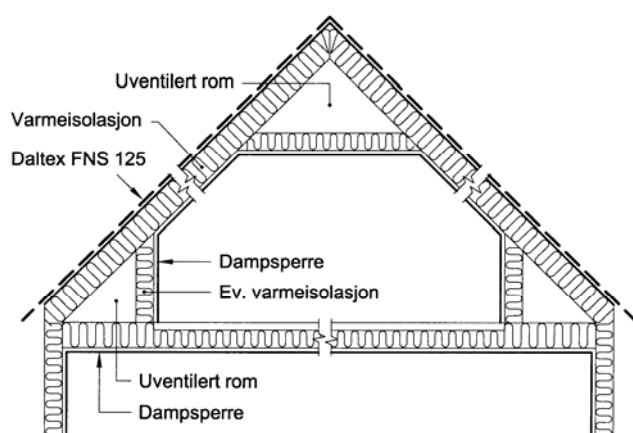 Uventilert rom
Varmeisolasjon
Daltex FNS 125
Dampsperre
Ev. varmeisolasjon
Uventilert rom
Dampsperre